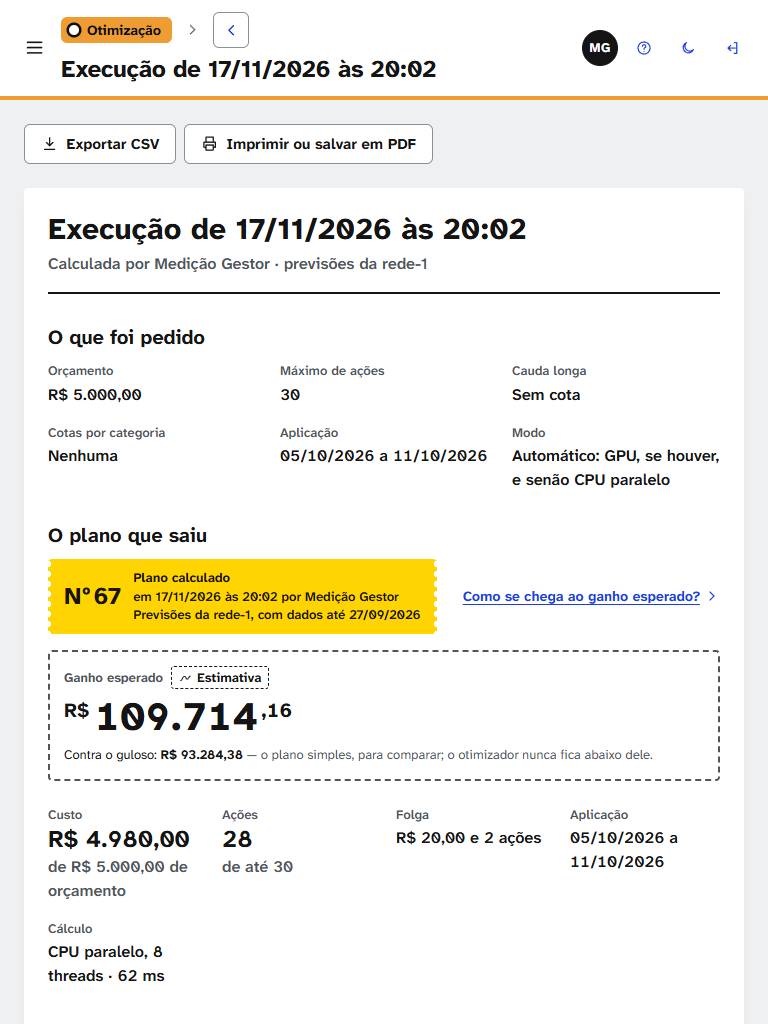 Otimização
Execução de 17/11/2026 às 20:02
MG
Exportar CSV
Imprimir ou salvar em PDF
Execução de 17/11/2026 às 20:02
Calculada por Medição Gestor · previsões da rede-1
O que foi pedido
Orçamento
R$ 5.000,00
Máximo de ações
30
Cauda longa
Sem cota
Cotas por categoria
Nenhuma
Aplicação
05/10/2026 a 11/10/2026
Modo
Automático: GPU, se houver,
e senão CPU paralelo
O plano que saiu
Nº 67
Plano calculado
em 17/11/2026 às 20:02 por Medição Gestor
Previsões da rede-1, com dados até 27/09/2026
Como se chega ao ganho esperado?
Ganho esperado
Estimativa
R$ 109.714,16
Contra o guloso: R$ 93.284,38 — o plano simples, para comparar; o otimizador nunca fica abaixo dele.
Custo
R$ 4.980,00
de R$ 5.000,00 de
orçamento
Ações
28
de até 30
Folga
R$ 20,00 e 2 ações
Aplicação
05/10/2026 a
11/10/2026
Cálculo
CPU paralelo, 8
threads · 62 ms